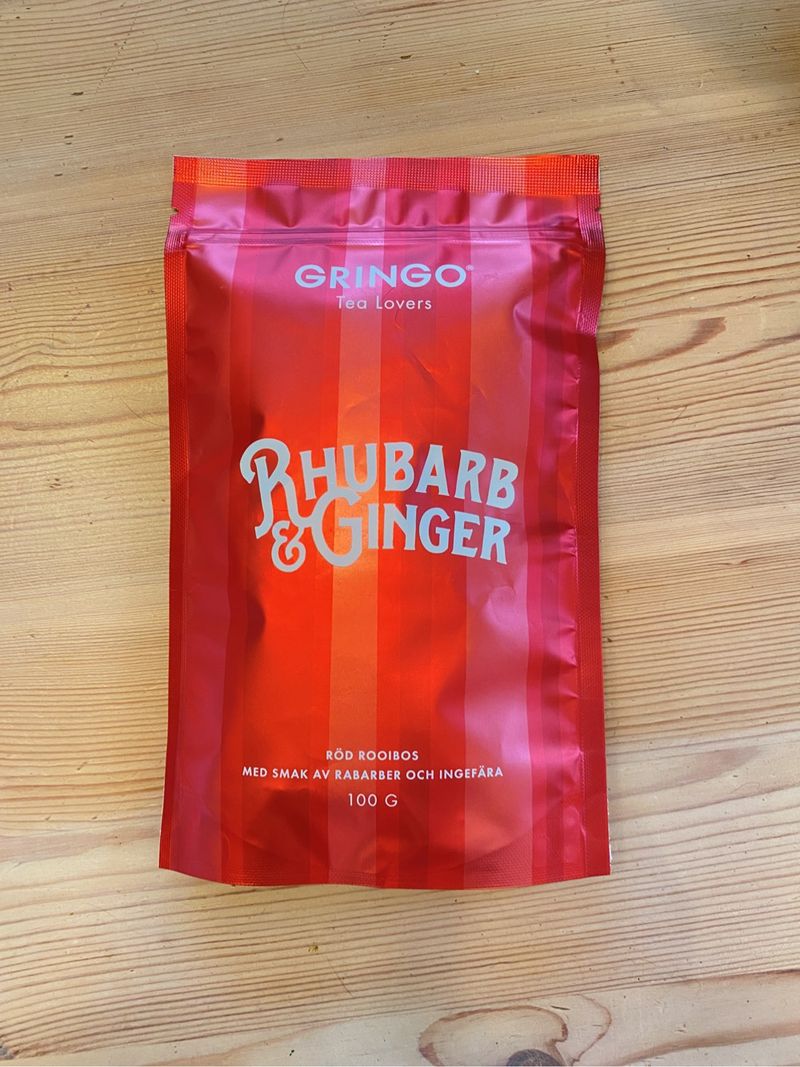 GRINGO®
Tea Lovers
RHUBARB
& GINGER
RÖD ROOIBOS
MED SMAK AV RABARBER OCH INGEFÄRA
100 G